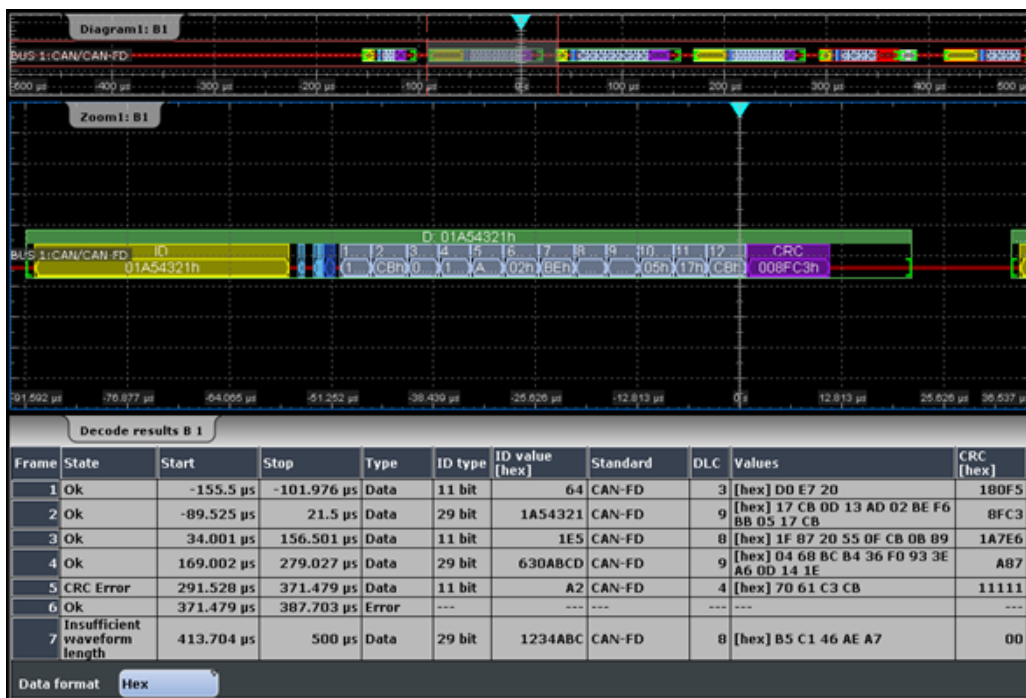 Diagram1: B1
BUS 1:CAN/CAN-FD
-600 µs -400 µs -300 µs -200 µs -100 µs 0 s 100 µs 200 µs 300 µs 400 µs 500 µs
Zoom1: B1
D: 01A54321h
BUS 1:CAN/CAN-FD ID 1... 2... 3... 4... 5... 6... 7... 8... 9... 10... 11... 12... CRC
01A54321h (1... CBh 0... 1... A... 02h BEh ... ... 05h 17h CBh 008FC3h
-91.592 µs -76.877 µs -64.065 µs -51.252 µs -38.439 µs -25.626 µs -12.813 µs 0 s 12.813 µs 25.626 µs 36.537 µs
Decode results B 1
Frame State Start Stop Type ID type ID value [hex] Standard DLC Values CRC [hex]
1 Ok -155.5 µs -101.976 µs Data 11 bit 64 CAN-FD 3 [hex] D0 E7 20 180F5
2 Ok -89.525 µs 21.5 µs Data 29 bit 1A54321 CAN-FD 9 [hex] 17 CB 0D 13 AD 02 BE F6 BB 05 17 CB 8FC3
3 Ok 34.001 µs 156.501 µs Data 11 bit 1E5 CAN-FD 8 [hex] 1F 87 20 55 0F CB 0B 89 1A7E6
4 Ok 169.002 µs 279.027 µs Data 29 bit 630ABCD CAN-FD 9 [hex] 04 68 BC B4 36 F0 93 3E A6 0D 14 1E A87
5 CRC Error 291.528 µs 371.479 µs Data 11 bit A2 CAN-FD 4 [hex] 70 61 C3 CB 11111
6 Ok 371.479 µs 387.703 µs Error --- --- --- --- --- ---
7 Insufficient waveform length 413.704 µs 500 µs Data 29 bit 1234ABC CAN-FD 8 [hex] B5 C1 46 AE A7 00
Data format Hex